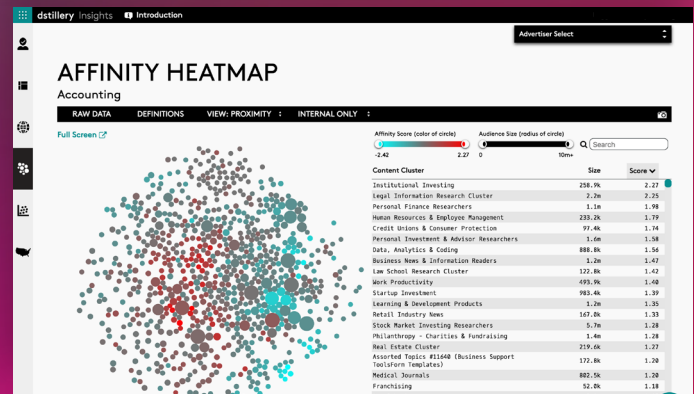 dstillery Insights Introduction
Advertiser Select
AFFINITY HEATMAP
Accounting
RAW DATA DEFINITIONS VIEW: PROXIMITY INTERNAL ONLY
Full Screen
Affinity Score (color of circle) Audience Size (radius of circle)
Search
-2.42 2.27 0 10m+
Content Cluster Size Score
Institutional Investing 258.9k 2.27
Legal Information Research Cluster 2.2m 2.25
Personal Finance Researchers 1.1m 1.98
Human Resources & Employee Management 233.2k 1.79
Credit Unions & Consumer Protection 97.4k 1.74
Personal Investment & Advisor Researchers 1.6m 1.58
Data, Analytics & Coding 888.8k 1.56
Business News & Information Readers 1.2m 1.47
Law School Research Cluster 122.8k 1.42
Work Productivity 493.9k 1.40
Startup Investment 983.4k 1.39
Learning & Development Products 1.2m 1.35
Retail Industry News 167.0k 1.33
Stock Market Investing Researchers 5.7m 1.28
Philanthropy - Charities & Fundraising 1.4m 1.28
Real Estate Cluster 219.6k 1.27
Assorted Topics #11640 (Business Support
ToolsForm Templates) 172.8k 1.20
Medical Journals 802.5k 1.20
Franchising 52.0k 1.18